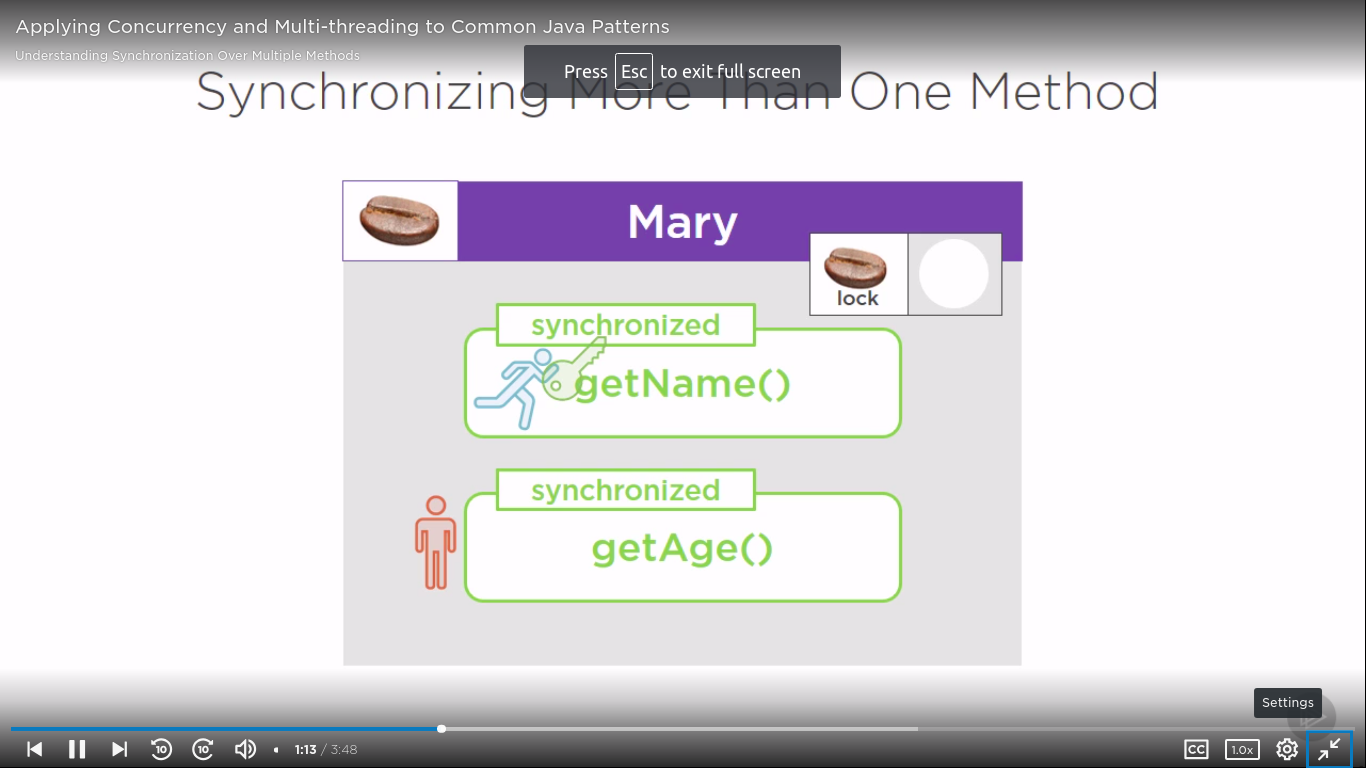 Applying Concurrency and Multi-threading to Common Java Patterns
Understanding Synchronization Over Multiple Methods
Press Esc to exit full screen
Synchronizing More Than One Method
Mary
lock
synchronized
getName()
synchronized
getAge()
Settings
10 10 1:13 / 3:48 CC 1.0x